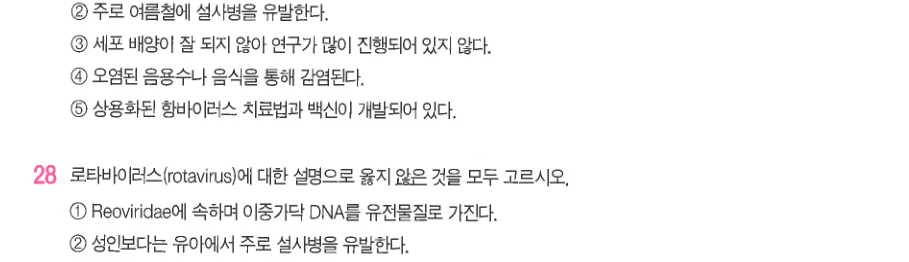 ② 주로 여름철에 설사병을 유발한다.
③ 세포 배양이 잘 되지 않아 연구가 많이 진행되어 있지 않다.
④ 오염된 음용수나 음식을 통해 감염된다.
⑤ 상용화된 항바이러스 치료법과 백신이 개발되어 있다.
28 로타바이러스(rotavirus)에 대한 설명으로 옳지 않은 것을 모두 고르시오.
① Reoviridae에 속하며 이중가닥 DNA를 유전물질로 가진다.
② 성인보다는 유아에서 주로 설사병을 유발한다.